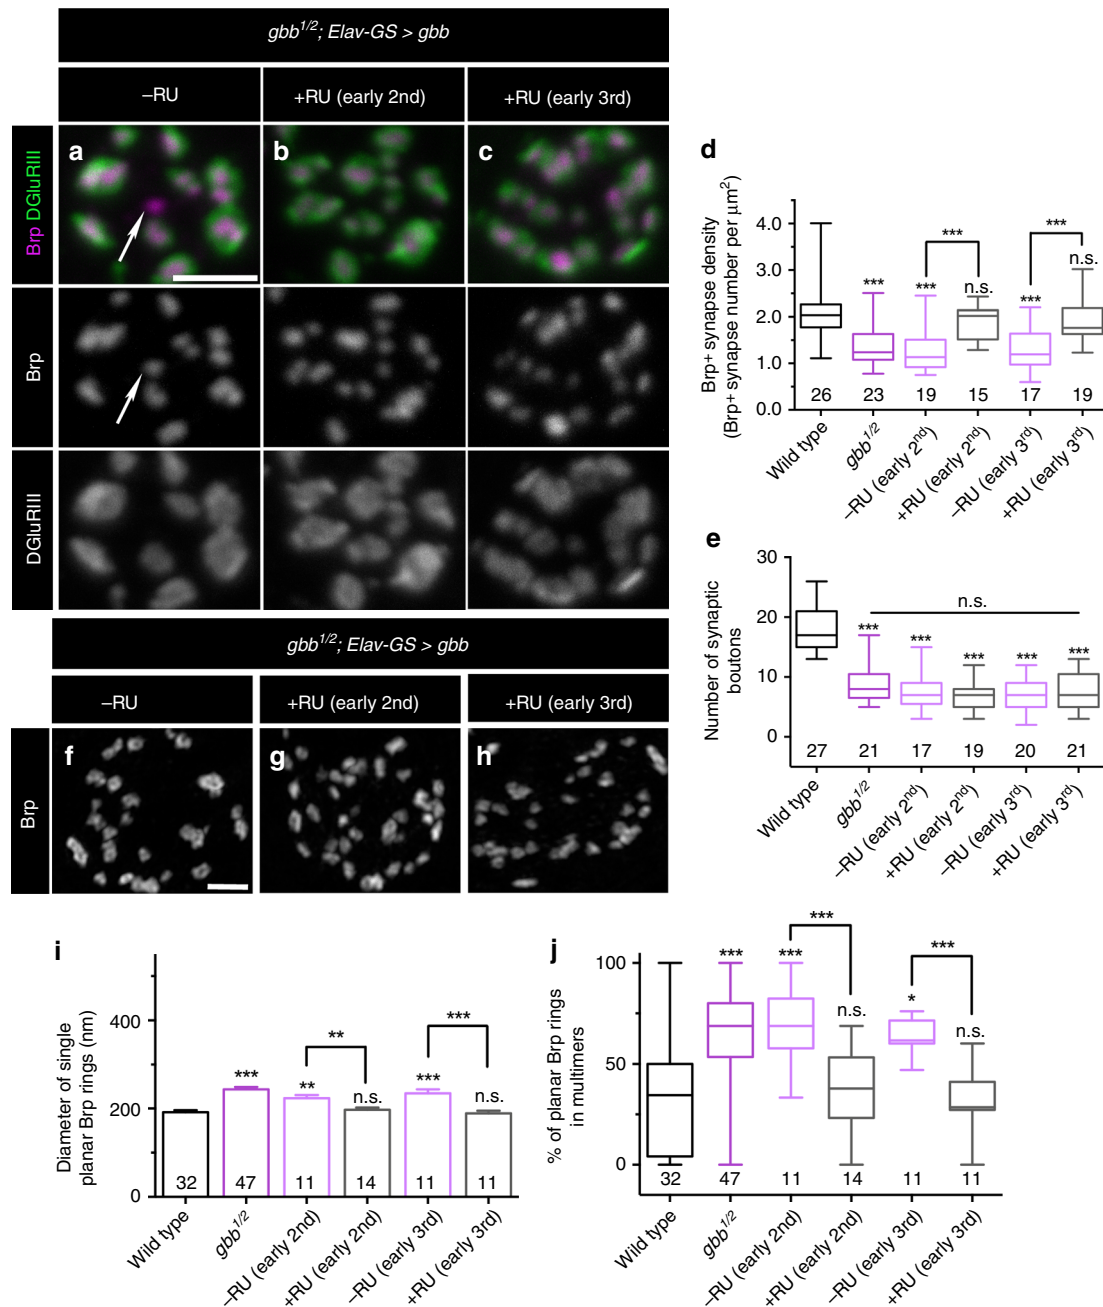 gbb1/2; Elav-GS > gbb
–RU
+RU (early 2nd)
+RU (early 3rd)
Brp DGluRIII
a
b
c
Brp
DGluRIII
gbb1/2; Elav-GS > gbb
–RU
+RU (early 2nd)
+RU (early 3rd)
Brp
f
g
h
d
Brp+ synapse density
(Brp+ synapse number per µm2)
4.0
3.0
2.0
1.0
0.0
***
***
***
n.s.
***
***
n.s.
26
23
19
15
17
19
Wild type
gbb1/2
–RU (early 2nd)
+RU (early 2nd)
–RU (early 3rd)
+RU (early 3rd)
e
Number of synaptic
boutons
30
20
10
0
n.s.
***
***
***
***
***
27
21
17
19
20
21
Wild type
gbb1/2
–RU (early 2nd)
+RU (early 2nd)
–RU (early 3rd)
+RU (early 3rd)
i
Diameter of single
planar Brp rings (nm)
400
200
0
***
**
**
n.s.
***
***
n.s.
32
47
11
14
11
11
Wild type
gbb1/2
–RU (early 2nd)
+RU (early 2nd)
–RU (early 3rd)
+RU (early 3rd)
j
% of planar Brp rings
in multimers
100
50
0
***
***
***
n.s.
*
***
n.s.
32
47
11
14
11
11
Wild type
gbb1/2
–RU (early 2nd)
+RU (early 2nd)
–RU (early 3rd)
+RU (early 3rd)